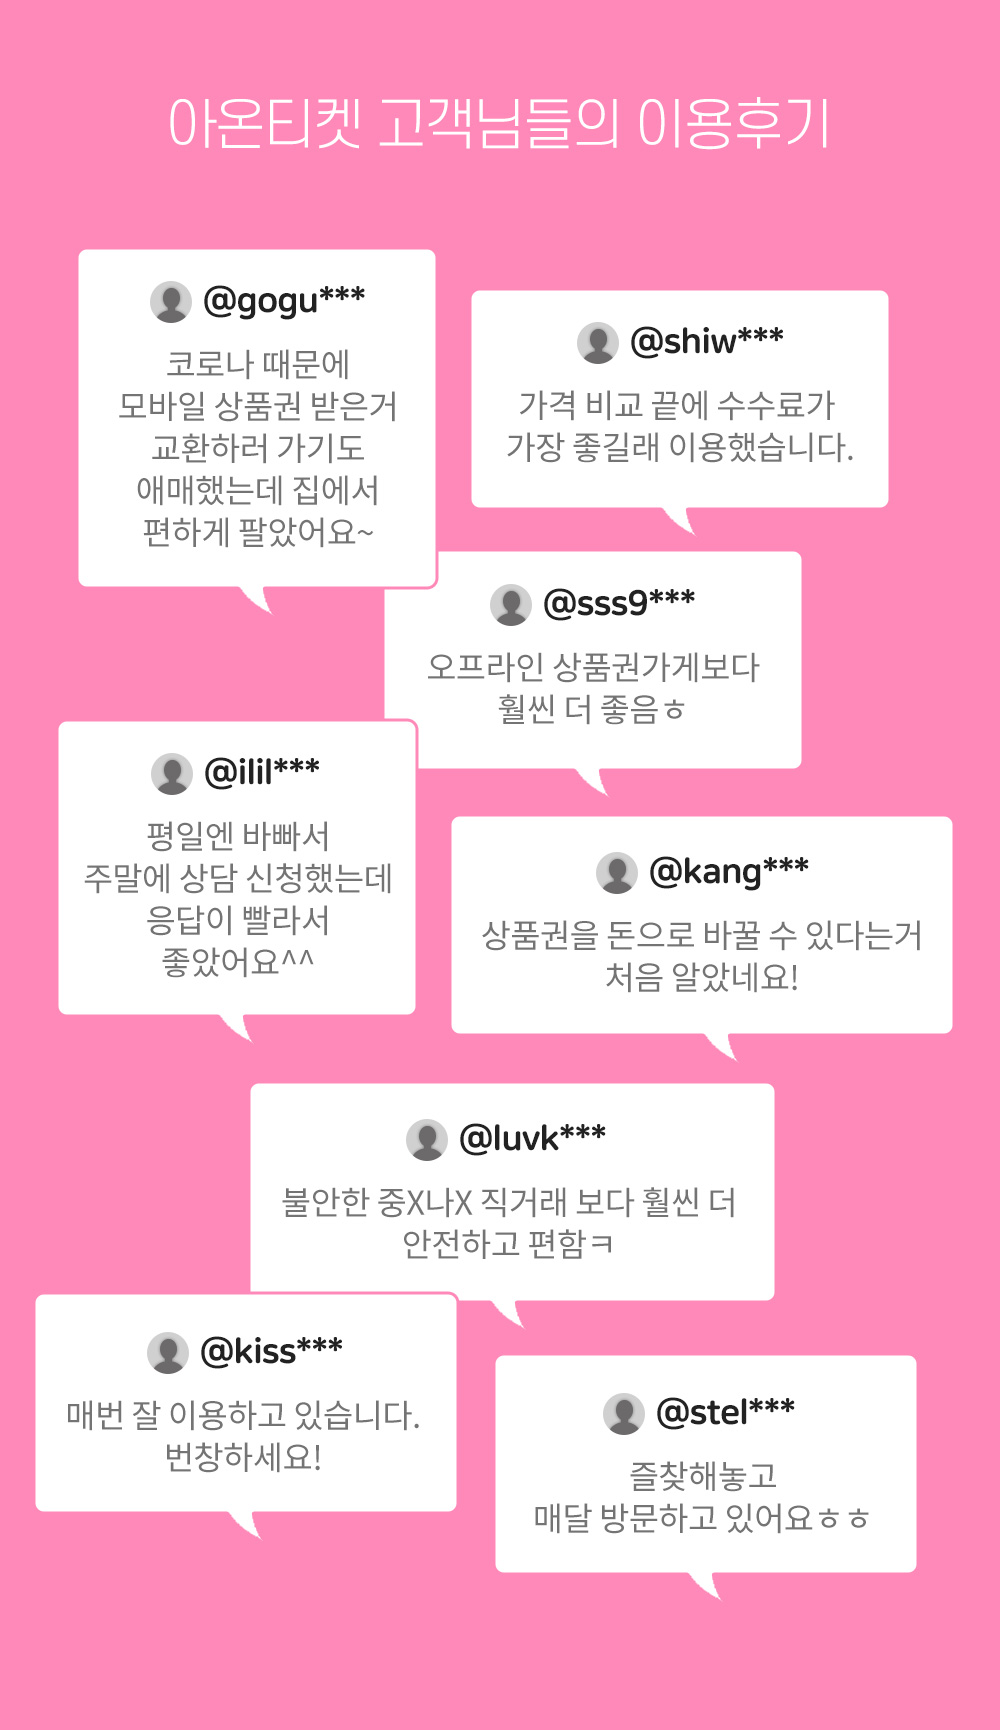 아온티켓 고객님들의 이용후기
@gogu***
코로나 때문에
모바일 상품권 받은거
교환하러 가기도
애매했는데 집에서
편하게 팔았어요~
@shiw***
가격 비교 끝에 수수료가
가장 좋길래 이용했습니다.
@sss9***
오프라인 상품권가게보다
훨씬 더 좋음ㅎ
@ilil***
평일엔 바빠서
주말에 상담 신청했는데
응답이 빨라서
좋았어요^^
@kang***
상품권을 돈으로 바꿀 수 있다는거
처음 알았네요!
@luvk***
불안한 중X나X 직거래 보다 훨씬 더
안전하고 편함ㅋ
@kiss***
매번 잘 이용하고 있습니다.
번창하세요!
@stel***
즐찾해놓고
매달 방문하고 있어요ㅎㅎ